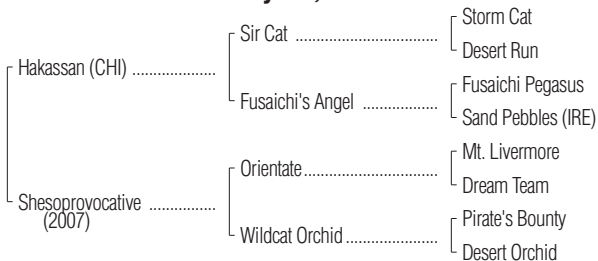 Storm Cat
Sir Cat ..............................
Desert Run
Hakassan (CHI) .....................
Fusaichi Pegasus
Fusaichi's Angel ...................
Sand Pebbles (IRE)
Mt. Livermore
Orientate............................
Dream Team
Shesoprovocative .................
(2007)
Pirate's Bounty
Wildcat Orchid.......................
Desert Orchid